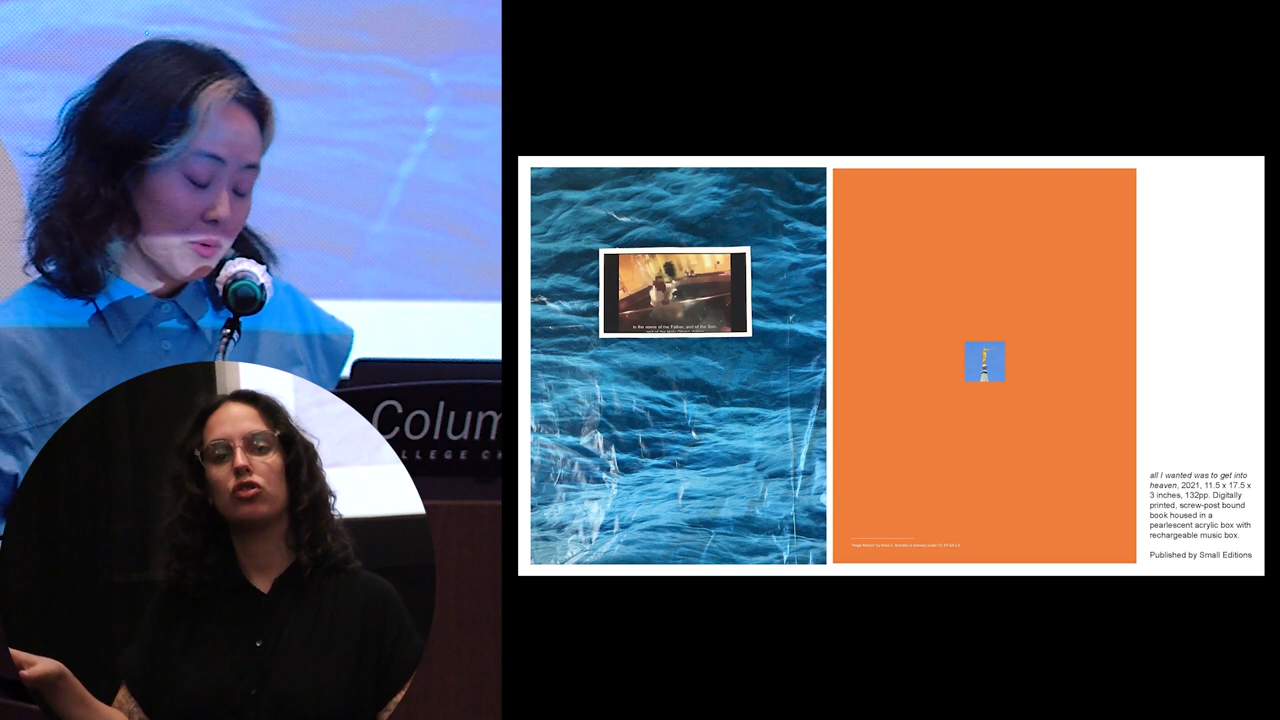 Colum
LLEGE CH
In the name of the Father, and of the Son,
all I wanted was to get into
heaven, 2021, 11.5 x 17.5 x
3 inches, 132pp. Digitally
printed, screw-post bound
book housed in a
pearlescent acrylic box with
rechargeable music box.
Published by Small Editions